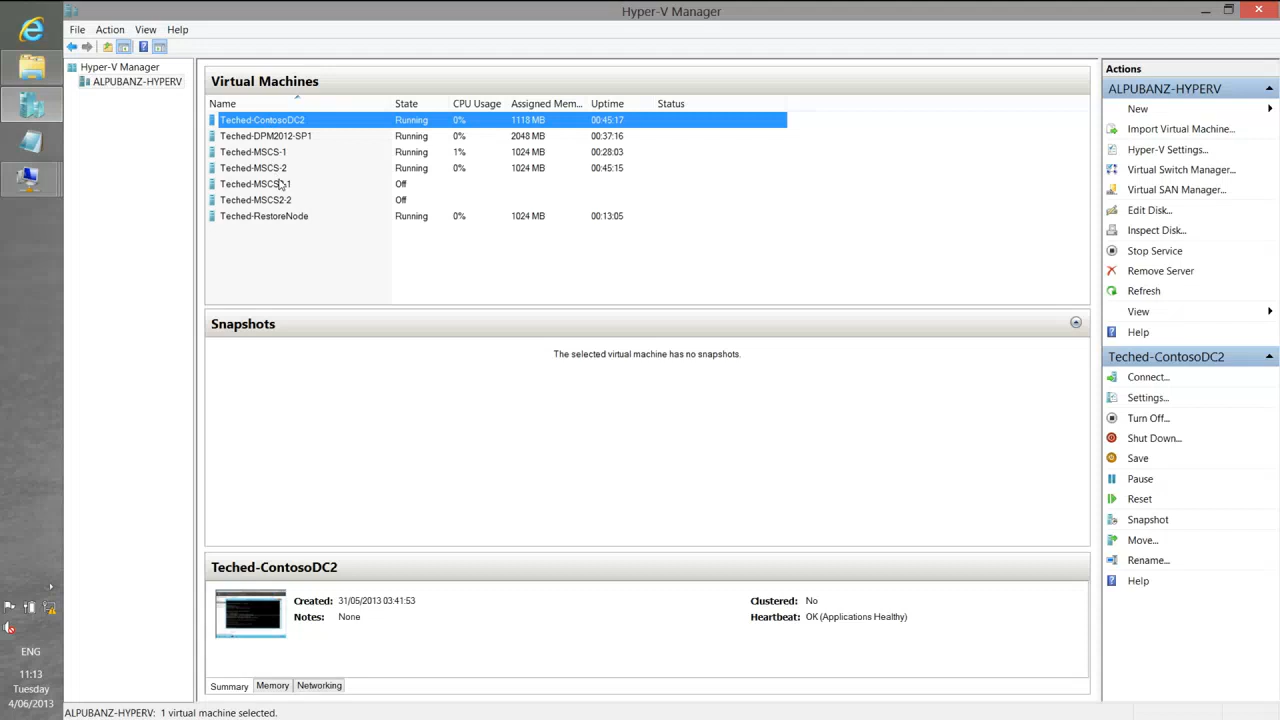 Hyper-V Manager
File Action View Help
Hyper-V Manager
ALPUBANZ-HYPERV
Virtual Machines
Name State CPU Usage Assigned Mem... Uptime Status
Teched-ContosoDC2 Running 0% 1118 MB 00:45:17
Teched-DPM2012-SP1 Running 0% 2048 MB 00:37:16
Teched-MSCS-1 Running 1% 1024 MB 00:28:03
Teched-MSCS-2 Running 0% 1024 MB 00:45:15
Off
Teched-MSCS2-2 Off
Teched-RestoreNode Running 0% 1024 MB 00:13:05
Snapshots
The selected virtual machine has no snapshots.
Teched-ContosoDC2
Created: 31/05/2013 03:41:53 Clustered: No
Notes: None Heartbeat: OK (Applications Healthy)
Summary Memory Networking
Actions
ALPUBANZ-HYPERV
New
Import Virtual Machine...
Hyper-V Settings...
Virtual Switch Manager...
Virtual SAN Manager...
Edit Disk...
Inspect Disk...
Stop Service
Remove Server
Refresh
View
Help
Teched-ContosoDC2
Connect...
Settings...
Turn Off...
Shut Down...
Save
Pause
Reset
Snapshot
Move...
Rename...
Help
ENG
11:13
Tuesday
4/06/2013
ALPUBANZ-HYPERV: 1 virtual machine selected.